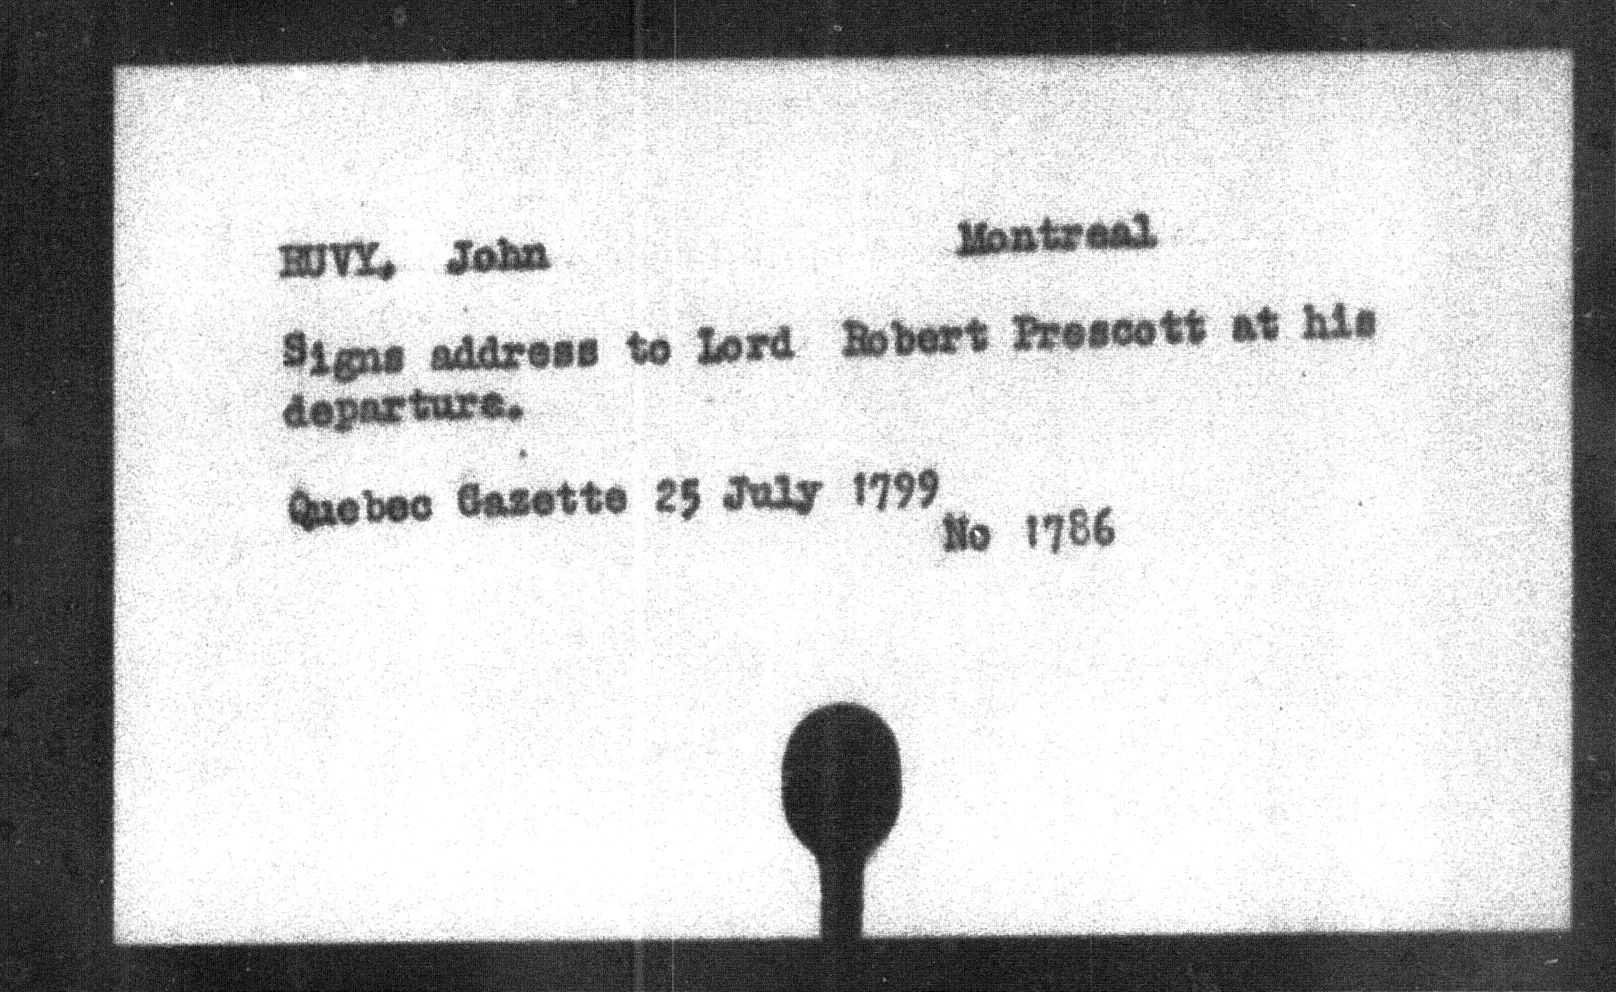 HUVY, John Montreal
Signs address to Lord Robert Prescott at his
departure.
Quebec Gazette 25 July 1799
No 1786